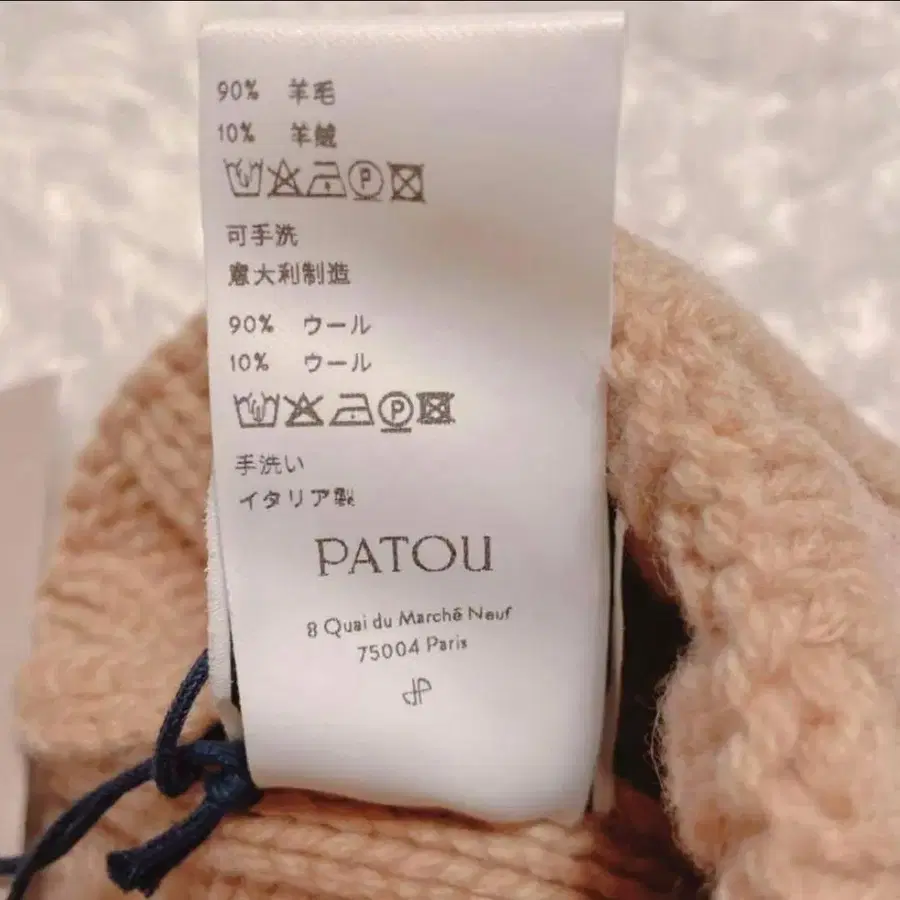 90% 羊毛
10% 羊绒
可手洗
意大利制造
90% ウール
10% ウール
手洗い
イタリア製
PATOU
8 Quai du Marché Neuf
75004 Paris